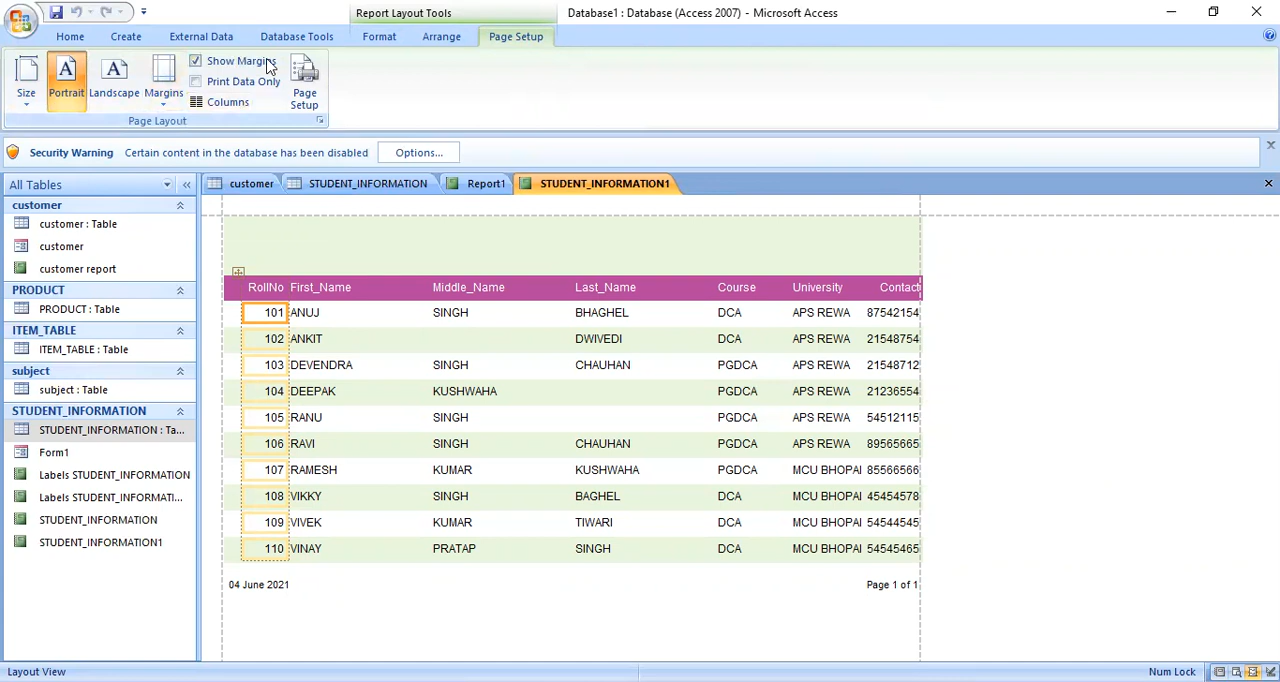 Report Layout Tools
Database1 : Database (Access 2007) - Microsoft Access
Home Create External Data Database Tools Format Arrange Page Setup
Size Portrait Landscape Margins
Show Margins
Print Data Only
Columns
Page Setup
Page Layout
Security Warning Certain content in the database has been disabled Options...
All Tables
customer
customer : Table
customer
customer report
PRODUCT
PRODUCT : Table
ITEM_TABLE
ITEM_TABLE : Table
subject
subject : Table
STUDENT_INFORMATION
STUDENT_INFORMATION : Ta...
Form1
Labels STUDENT_INFORMATION
Labels STUDENT_INFORMATI...
STUDENT_INFORMATION
STUDENT_INFORMATION1
customer STUDENT_INFORMATION Report1 STUDENT_INFORMATION1
RollNo First_Name Middle_Name Last_Name Course University Contact
101 ANUJ SINGH BHAGHEL DCA APS REWA 87542154
102 ANKIT DWIVEDI DCA APS REWA 21548754
103 DEVENDRA SINGH CHAUHAN PGDCA APS REWA 21548712
104 DEEPAK KUSHWAHA PGDCA APS REWA 21236554
105 RANU SINGH PGDCA APS REWA 54512115
106 RAVI SINGH CHAUHAN PGDCA APS REWA 89565665
107 RAMESH KUMAR KUSHWAHA PGDCA MCU BHOPAL 85566566
108 VIKKY SINGH BAGHEL DCA MCU BHOPAL 45454578
109 VIVEK KUMAR TIWARI DCA MCU BHOPAL 54544545
110 VINAY PRATAP SINGH DCA MCU BHOPAL 54545465
04 June 2021 Page 1 of 1
Layout View Num Lock